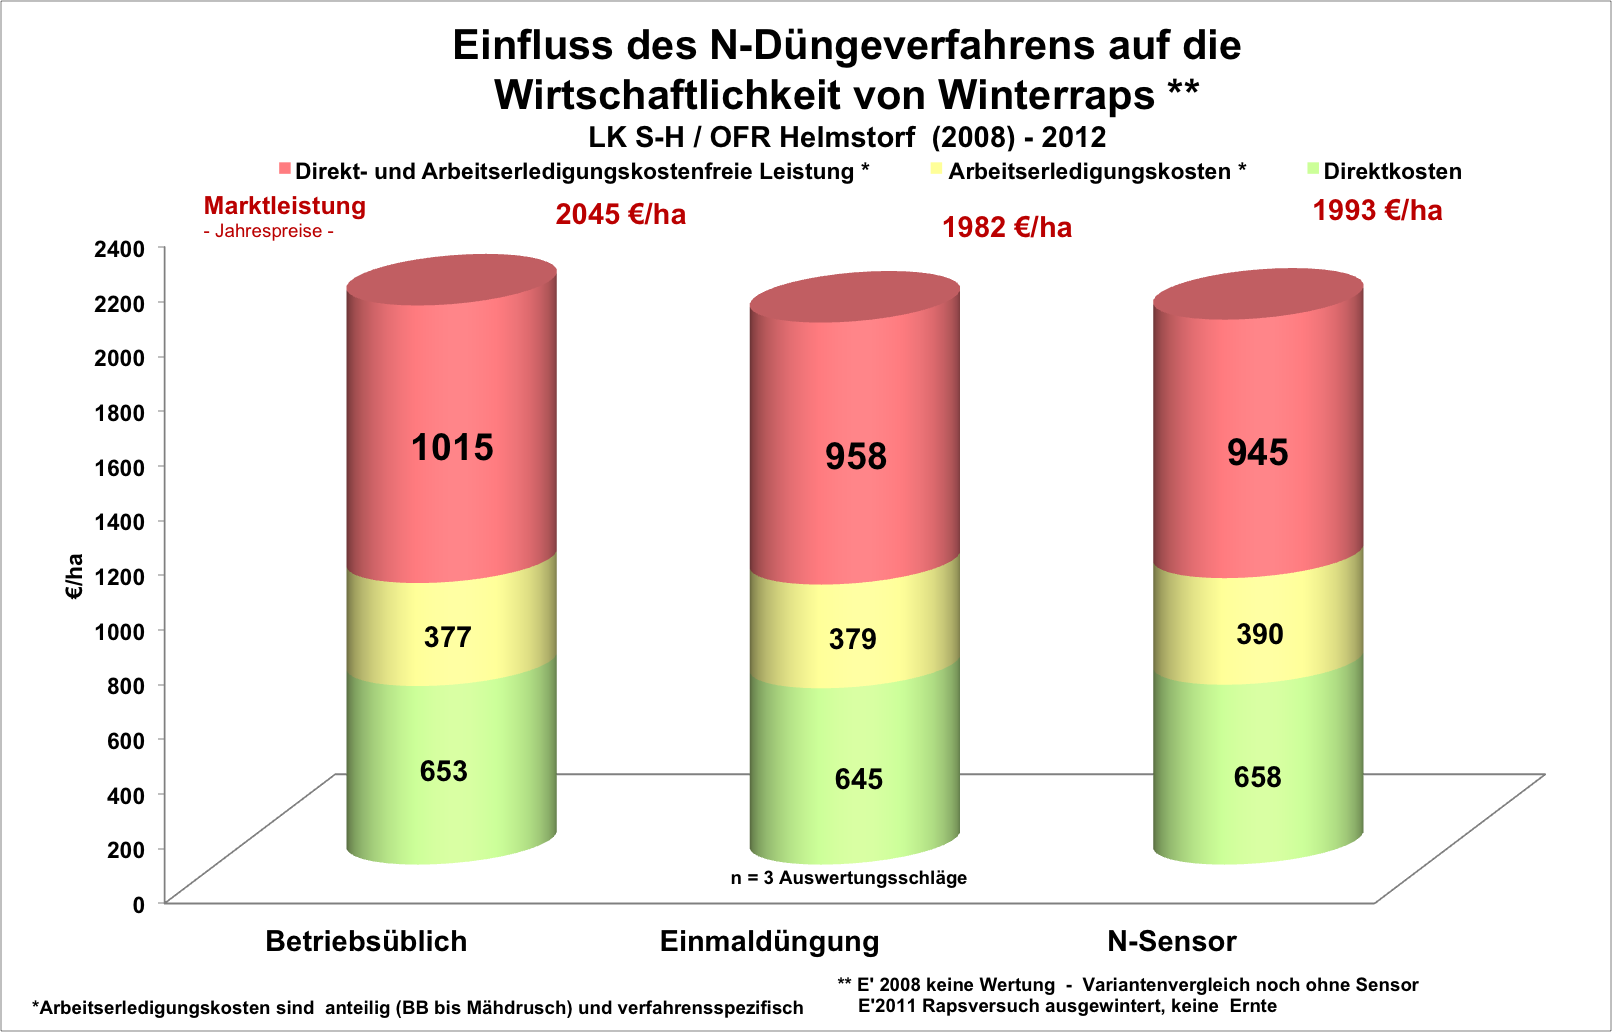 Einfluss des N-Düngeverfahrens auf die
Wirtschaftlichkeit von Winterraps **
LK S-H / OFR Helmstorf (2008) - 2012
Direkt- und Arbeitserledigungskostenfreie Leistung * Arbeitserledigungskosten * Direktkosten
Marktleistung
- Jahrespreise -
2045 €/ha
1982 €/ha
1993 €/ha
2400
2200
2000
1800
1600
1400
1200
1000
800
600
400
200
0
€/ha
1015
958
945
377
379
390
653
645
658
n = 3 Auswertungsschläge
Betriebsüblich Einmaldüngung N-Sensor
** E' 2008 keine Wertung - Variantenvergleich noch ohne Sensor
E'2011 Rapsversuch ausgewintert, keine Ernte
*Arbeitserledigungskosten sind anteilig (BB bis Mähdrusch) und verfahrensspezifisch